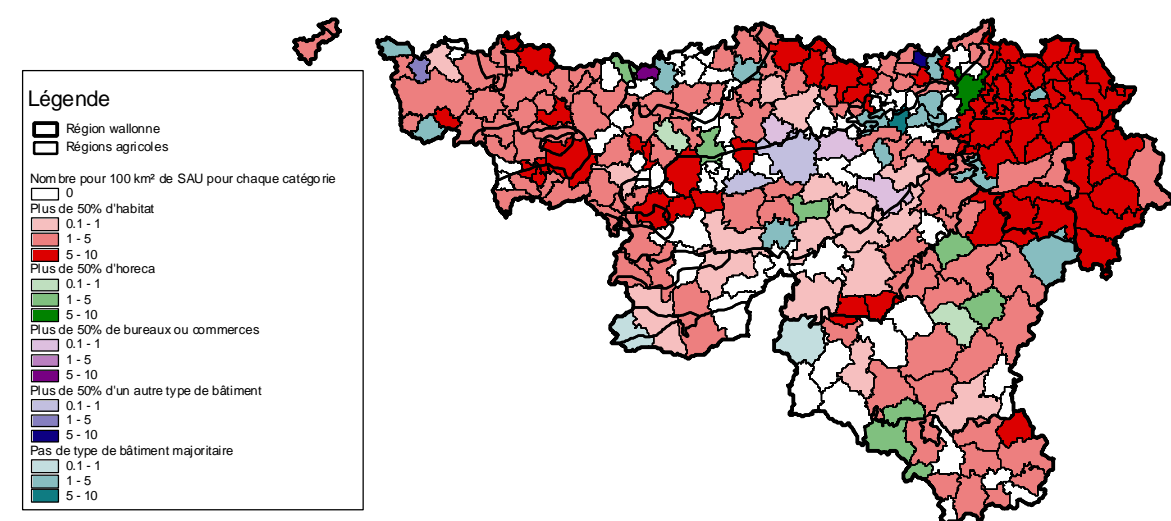 Légende
Région wallonne
Régions agricoles
Nombre pour 100 km² de SAU pour chaque catégorie
0
Plus de 50% d'habitat
0.1 - 1
1 - 5
5 - 10
Plus de 50% d'horeca
0.1 - 1
1 - 5
5 - 10
Plus de 50% de bureaux ou commerces
0.1 - 1
1 - 5
5 - 10
Plus de 50% d'un autre type de bâtiment
0.1 - 1
1 - 5
5 - 10
Pas de type de bâtiment majoritaire
0.1 - 1
1 - 5
5 - 10